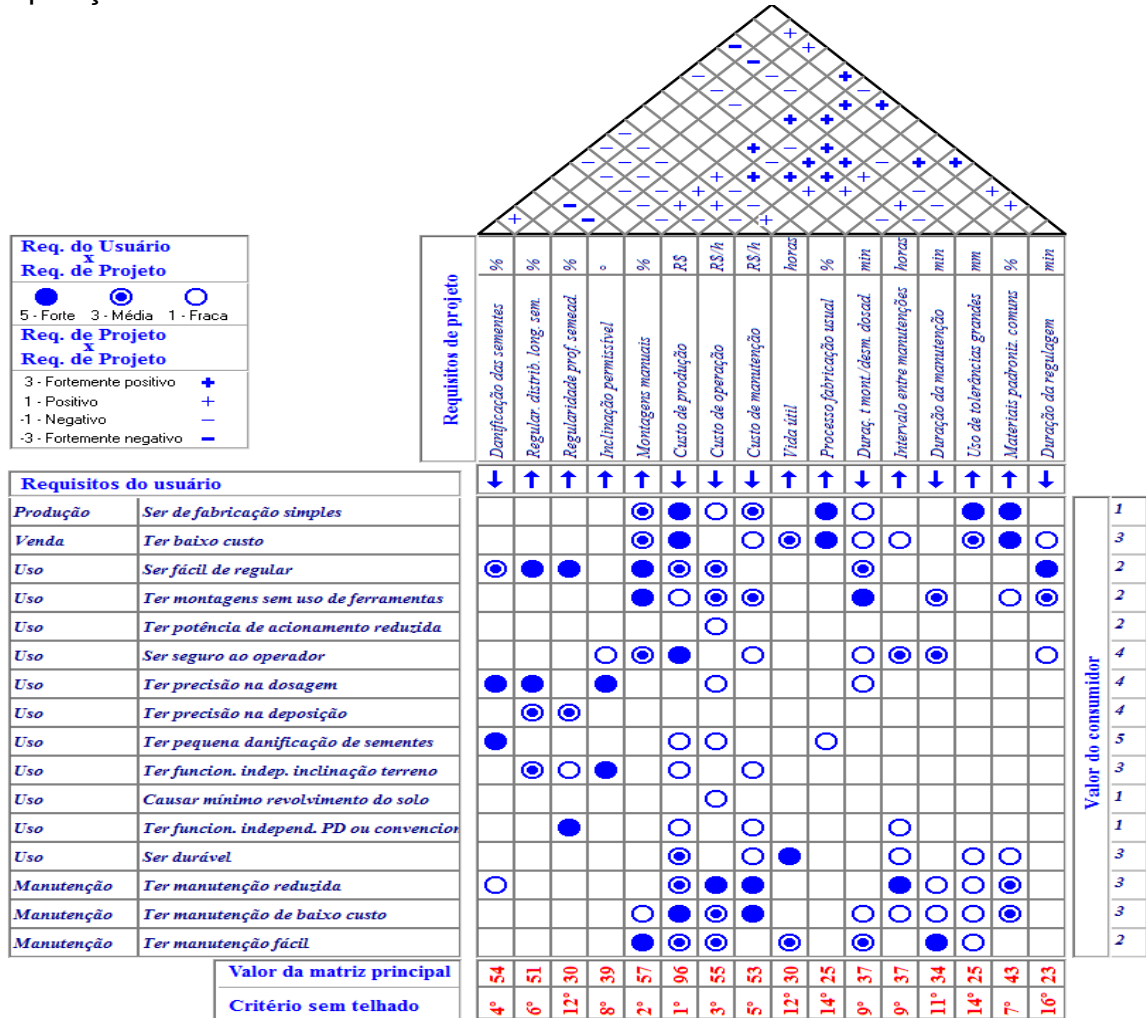 Req. do Usuário
x
Req. de Projeto
5 - Forte 3 - Média 1 - Fraca
Req. de Projeto
x
Req. de Projeto
3 - Fortemente positivo +
1 - Positivo +
-1 - Negativo –
-3 - Fortemente negativo –
Requisitos de projeto
% Danificação das sementes
% Regular. distrib. long. sem.
% Regularidade prof. semead.
° Inclinação permissível
% Montagens manuais
R$ Custo de produção
R$/h Custo de operação
R$/h Custo de manutenção
horas Vida útil
% Processo fabricação usual
min Duraç. t mont./desm. dosad.
horas Intervalo entre manutenções
min Duração da manutenção
mm Uso de tolerâncias grandes
% Materiais padroniz. comuns
min Duração da regulagem
Requisitos do usuário
↓ ↑ ↑ ↑ ↑ ↓ ↓ ↓ ↑ ↑ ↓ ↑ ↓ ↑ ↑ ↓
Produção Ser de fabricação simples 1
Venda Ter baixo custo 3
Uso Ser fácil de regular 2
Uso Ter montagens sem uso de ferramentas 2
Uso Ter potência de acionamento reduzida 2
Uso Ser seguro ao operador 4
Uso Ter precisão na dosagem 4
Uso Ter precisão na deposição 4
Uso Ter pequena danificação de sementes 5
Uso Ter funcion. indep. inclinação terreno 3
Uso Causar mínimo revolvimento do solo 1
Uso Ter funcion. independ. PD ou convencion 1
Uso Ser durável 3
Manutenção Ter manutenção reduzida 3
Manutenção Ter manutenção de baixo custo 3
Manutenção Ter manutenção fácil 2
Valor do consumidor
Valor da matriz principal 54 51 30 39 57 96 55 53 30 25 37 37 34 25 43 23
Critério sem telhado 4° 6° 12° 8° 2° 1° 3° 5° 12° 14° 9° 9° 11° 14° 7° 16°